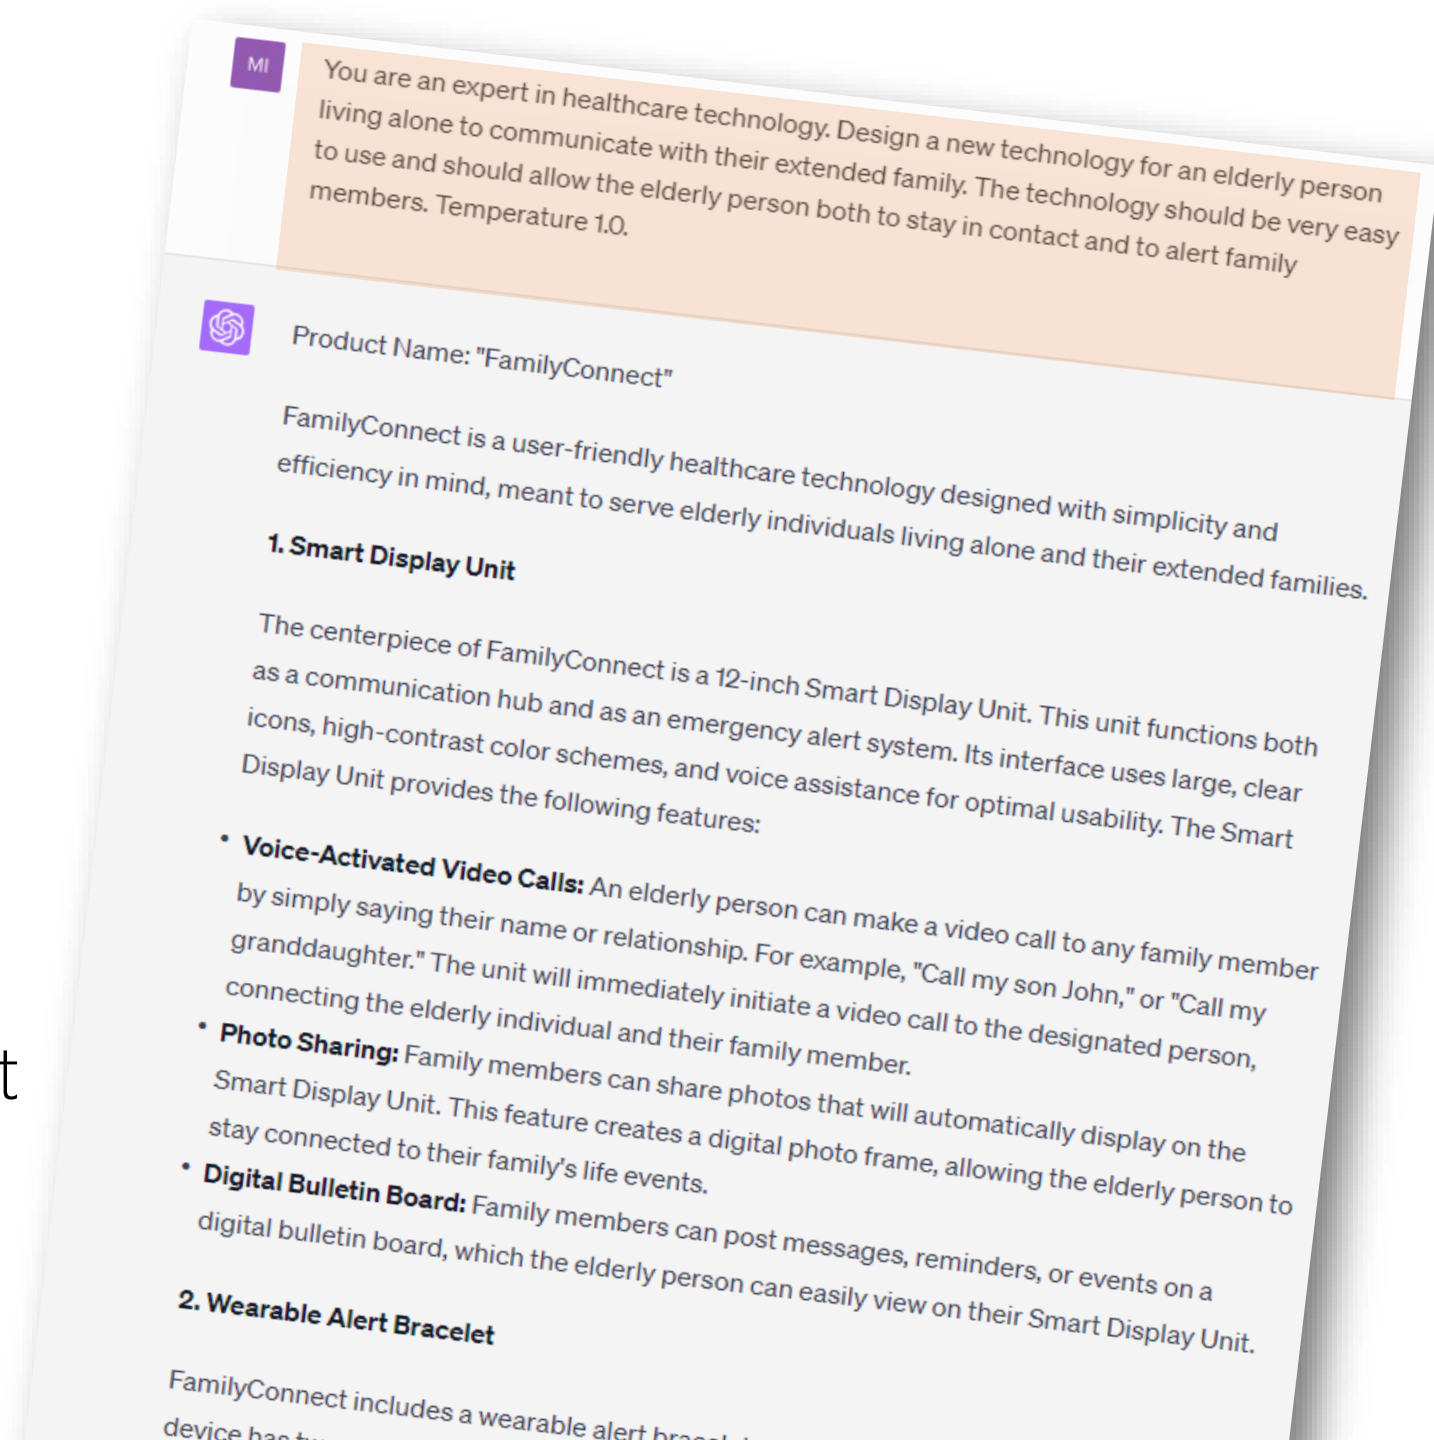 MI
You are an expert in healthcare technology. Design a new technology for an elderly person
living alone to communicate with their extended family. The technology should be very easy
to use and should allow the elderly person both to stay in contact and to alert family
members. Temperature 1.0.
Product Name: "FamilyConnect"
FamilyConnect is a user-friendly healthcare technology designed with simplicity and
efficiency in mind, meant to serve elderly individuals living alone and their extended families.
1. Smart Display Unit
The centerpiece of FamilyConnect is a 12-inch Smart Display Unit. This unit functions both
as a communication hub and as an emergency alert system. Its interface uses large, clear
icons, high-contrast color schemes, and voice assistance for optimal usability. The Smart
Display Unit provides the following features:
• Voice-Activated Video Calls: An elderly person can make a video call to any family member
by simply saying their name or relationship. For example, "Call my son John," or "Call my
granddaughter." The unit will immediately initiate a video call to the designated person,
connecting the elderly individual and their family member.
t
• Photo Sharing: Family members can share photos that will automatically display on the
Smart Display Unit. This feature creates a digital photo frame, allowing the elderly person to
stay connected to their family's life events.
• Digital Bulletin Board: Family members can post messages, reminders, or events on a
digital bulletin board, which the elderly person can easily view on their Smart Display Unit.
2. Wearable Alert Bracelet
FamilyConnect includes a wearable alert
device has